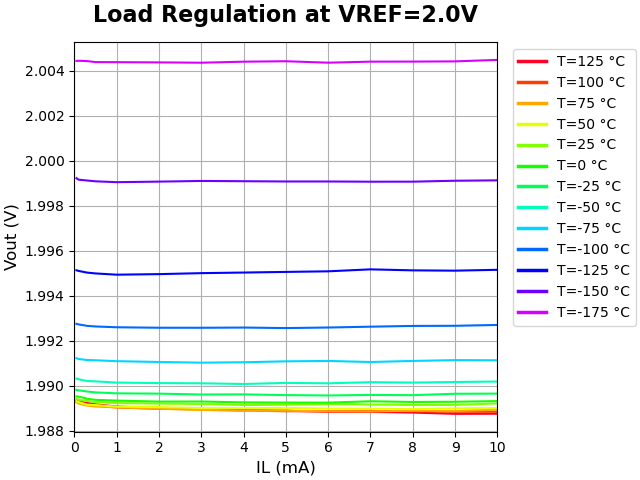 Load Regulation at VREF=2.0V
Vout (V)
2.004
2.002
2.000
1.998
1.996
1.994
1.992
1.990
1.988
0 1 2 3 4 5 6 7 8 9 10
IL (mA)
T=125 °C
T=100 °C
T=75 °C
T=50 °C
T=25 °C
T=0 °C
T=-25 °C
T=-50 °C
T=-75 °C
T=-100 °C
T=-125 °C
T=-150 °C
T=-175 °C